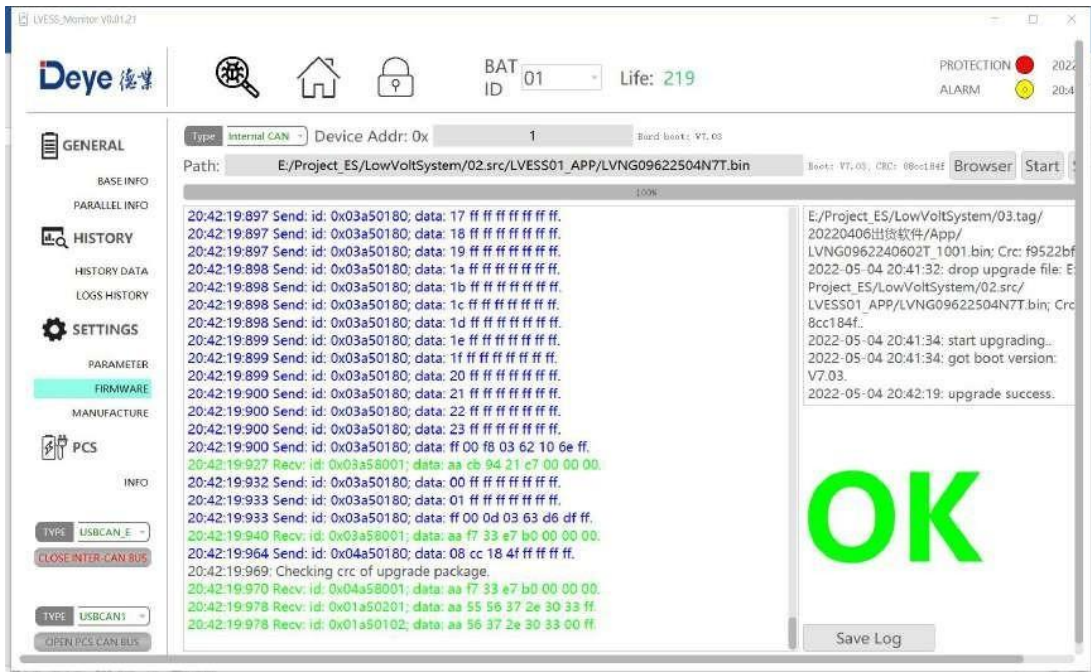 LVESS_Monitor V0.01.21
Deye 德業
BAT ID 01 Life: 219
PROTECTION 2022
ALARM 20:4
GENERAL
BASE INFO
PARALLEL INFO
HISTORY
HISTORY DATA
LOGS HISTORY
SETTINGS
PARAMETER
FIRMWARE
MANUFACTURE
PCS
INFO
TYPE USBCAN_E
CLOSE INTER-CAN BUS
TYPE USBCAN1
OPEN PCS CAN BUS
Type Internal CAN Device Addr: 0x 1 Burd boot: V7.03
Path: E:/Project_ES/LowVoltSystem/02.src/LVESS01_APP/LVNG09622504N7T.bin Boot: V7.03, CRC: 08cc184f Browser Start
100%
20:42:19:897 Send: id: 0x03a50180; data: 17 ff ff ff ff ff ff ff.
20:42:19:897 Send: id: 0x03a50180; data: 18 ff ff ff ff ff ff ff.
20:42:19:897 Send: id: 0x03a50180; data: 19 ff ff ff ff ff ff ff.
20:42:19:898 Send: id: 0x03a50180; data: 1a ff ff ff ff ff ff ff.
20:42:19:898 Send: id: 0x03a50180; data: 1b ff ff ff ff ff ff ff.
20:42:19:898 Send: id: 0x03a50180; data: 1c ff ff ff ff ff ff ff.
20:42:19:898 Send: id: 0x03a50180; data: 1d ff ff ff ff ff ff ff.
20:42:19:899 Send: id: 0x03a50180; data: 1e ff ff ff ff ff ff ff.
20:42:19:899 Send: id: 0x03a50180; data: 1f ff ff ff ff ff ff ff.
20:42:19:899 Send: id: 0x03a50180; data: 20 ff ff ff ff ff ff ff.
20:42:19:900 Send: id: 0x03a50180; data: 21 ff ff ff ff ff ff ff.
20:42:19:900 Send: id: 0x03a50180; data: 22 ff ff ff ff ff ff ff.
20:42:19:900 Send: id: 0x03a50180; data: 23 ff ff ff ff ff ff ff.
20:42:19:900 Send: id: 0x03a50180; data: ff 00 f8 03 62 10 6e ff.
20:42:19:927 Recv: id: 0x03a58001; data: aa cb 94 21 c7 00 00 00.
20:42:19:932 Send: id: 0x03a50180; data: 00 ff ff ff ff ff ff ff.
20:42:19:933 Send: id: 0x03a50180; data: 01 ff ff ff ff ff ff ff.
20:42:19:933 Send: id: 0x03a50180; data: ff 00 0d 03 63 d6 df ff.
20:42:19:940 Recv: id: 0x03a58001; data: aa f7 33 e7 b0 00 00 00.
20:42:19:964 Send: id: 0x04a50180; data: 08 cc 18 4f ff ff ff ff.
20:42:19:969: Checking crc of upgrade package.
20:42:19:970 Recv: id: 0x04a58001; data: aa f7 33 e7 b0 00 00 00.
20:42:19:978 Recv: id: 0x01a50201; data: aa 55 56 37 2e 30 33 ff.
20:42:19:978 Recv: id: 0x01a50102; data: aa 56 37 2e 30 33 00 ff.
E:/Project_ES/LowVoltSystem/03.tag/
20220406出货软件/App/
LVNG0962240602T_1001.bin; Crc: f9522bf
2022-05-04 20:41:32: drop upgrade file: E:
Project_ES/LowVoltSystem/02.src/
LVESS01_APP/LVNG09622504N7T.bin; Crc
8cc184f..
2022-05-04 20:41:34: start upgrading..
2022-05-04 20:41:34: got boot version:
V7.03.
2022-05-04 20:42:19: upgrade success.
OK
Save Log